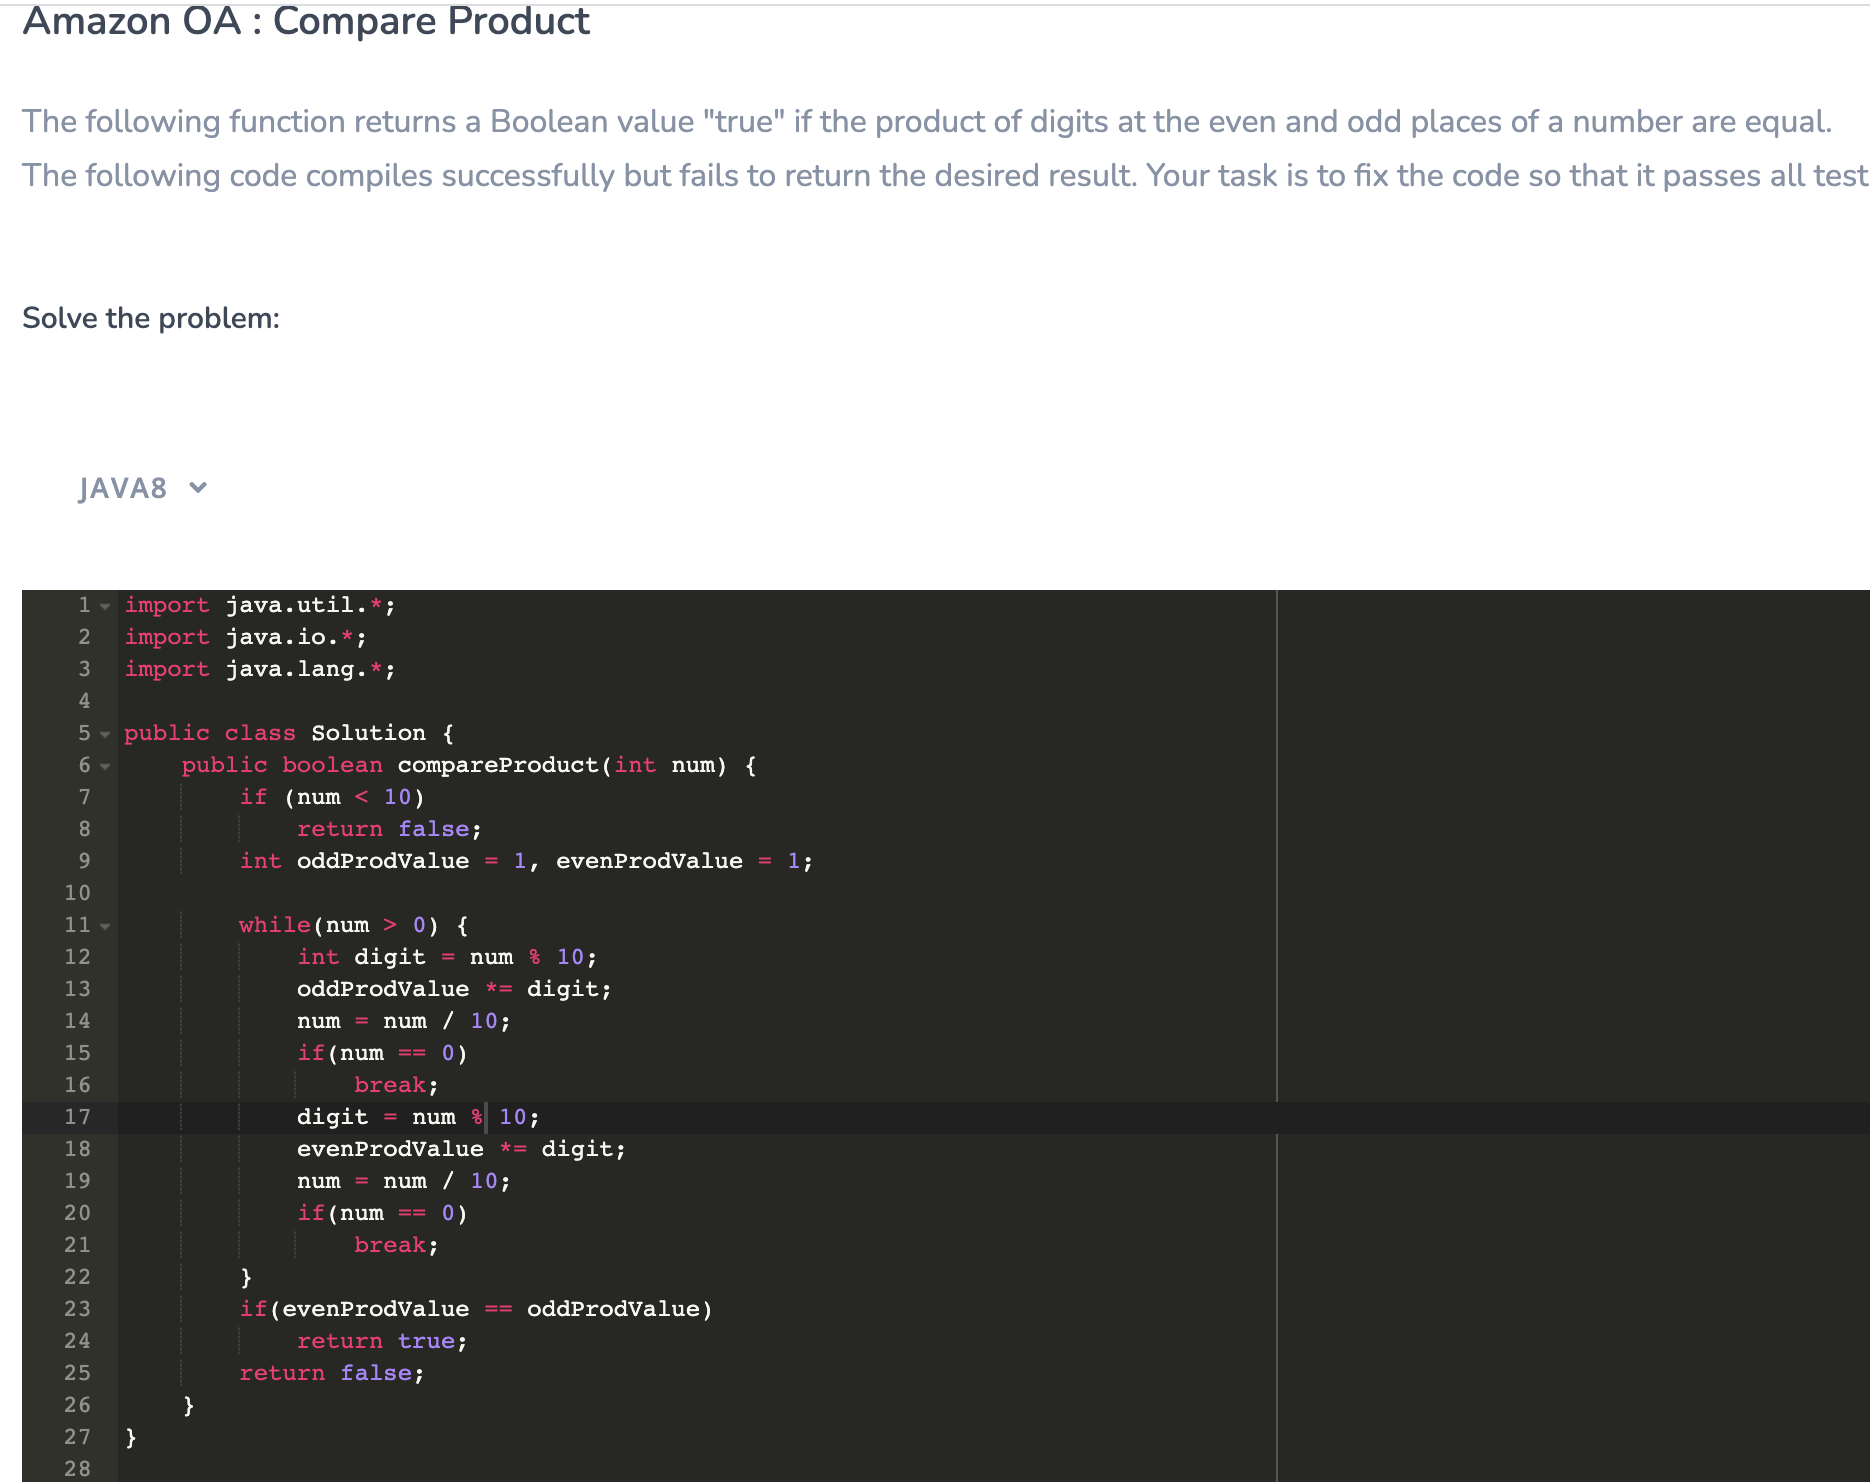 Amazon OA : Compare Product
The following function returns a Boolean value "true" if the product of digits at the even and odd places of a number are equal.
The following code compiles successfully but fails to return the desired result. Your task is to fix the code so that it passes all test
Solve the problem:
JAVA8
1 import java.util.*;
2 import java.io.*;
3 import java.lang.*;
4
5 public class Solution {
6 public boolean compareProduct(int num) {
7 if (num < 10)
8 return false;
9 int oddProdValue = 1, evenProdValue = 1;
10
11 while(num > 0) {
12 int digit = num % 10;
13 oddProdValue *= digit;
14 num = num / 10;
15 if(num == 0)
16 break;
17 digit = num % 10;
18 evenProdValue *= digit;
19 num = num / 10;
20 if(num == 0)
21 break;
22 }
23 if(evenProdValue == oddProdValue)
24 return true;
25 return false;
26 }
27 }
28